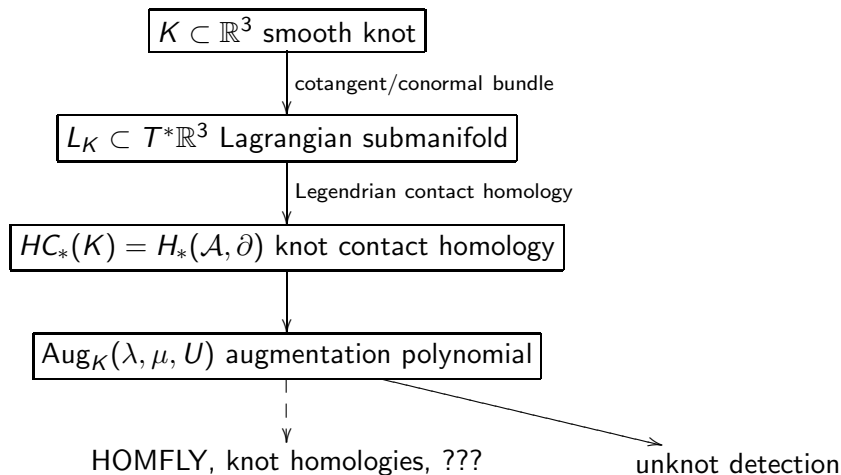 K ⊂ ℝ³ smooth knot
cotangent/conormal bundle
L_K ⊂ T*ℝ³ Lagrangian submanifold
Legendrian contact homology
HC_*(K) = H_*(𝒜, ∂) knot contact homology
Aug_K(λ, μ, U) augmentation polynomial
HOMFLY, knot homologies, ???
unknot detection